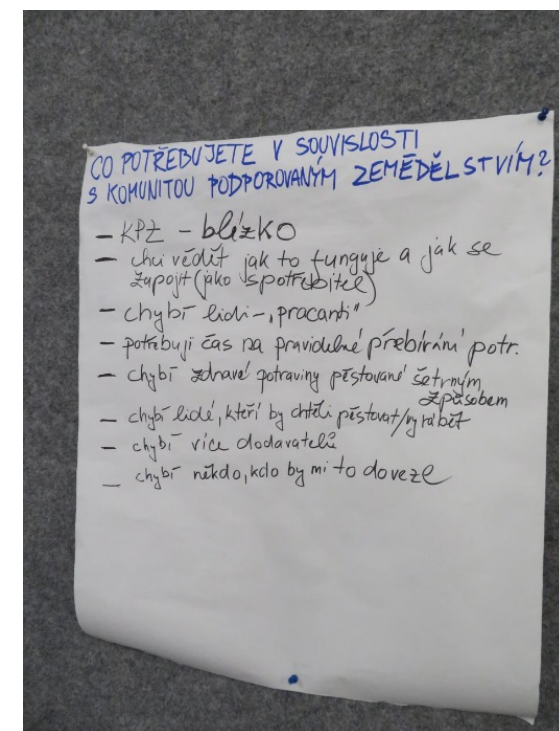 CO POTŘEBUJETE V SOUVISLOSTI
S KOMUNITOU PODPOROVANÝM ZEMĚDĚLSTVÍM?
– KPZ – blízko
– chci vědět jak to funguje a jak se
zapojit (jako spotřebitel)
– chybí lidi – „pracanti"
– potřebuji čas na pravidelné přebírání potr.
– chybí zdravé potraviny pěstované šetrným
způsobem
– chybí lidé, kteří by chtěli pěstovat/vyrábět
– chybí více dodavatelů
– chybí někdo, kdo by mi to dovezl